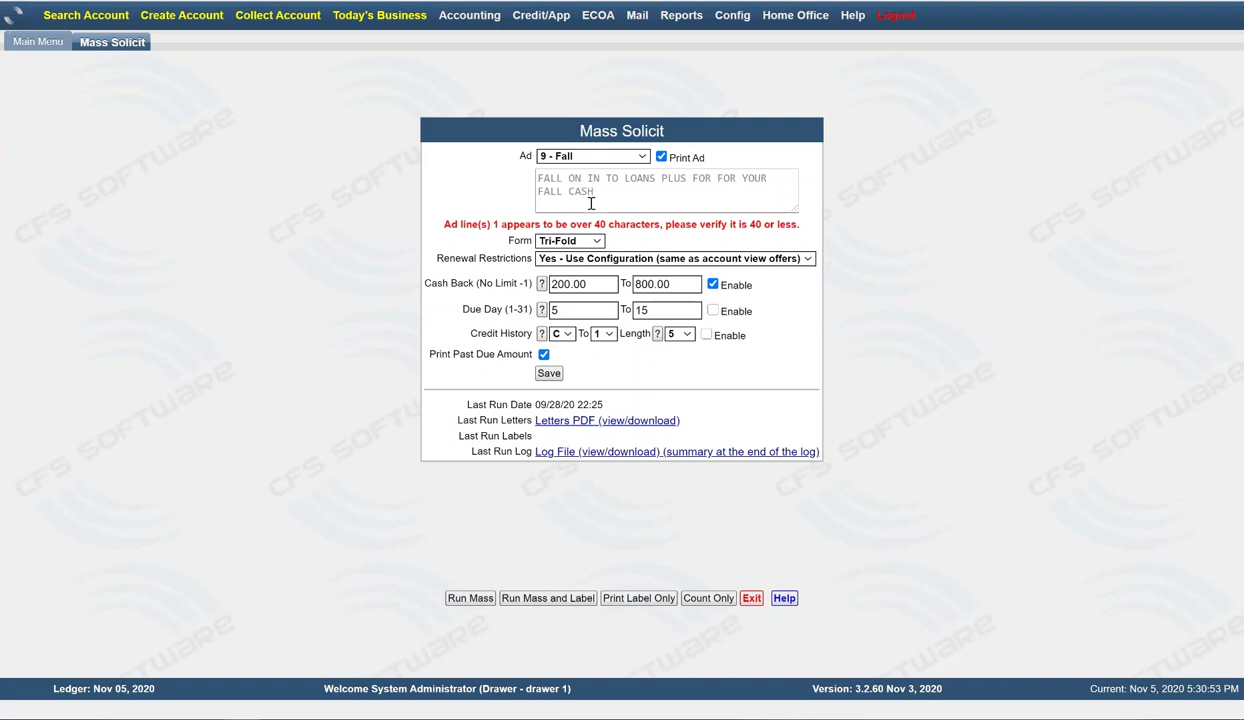 Search Account Create Account Collect Account Today's Business Accounting Credit/App ECOA Mail Reports Config Home Office Help Logout
Main Menu Mass Solicit
Mass Solicit
Ad 9 - Fall Print Ad
FALL ON IN TO LOANS PLUS FOR FOR YOUR
FALL CASH
Ad line(s) 1 appears to be over 40 characters, please verify it is 40 or less.
Form Tri-Fold
Renewal Restrictions Yes - Use Configuration (same as account view offers)
Cash Back (No Limit -1) ? 200.00 To 800.00 Enable
Due Day (1-31) ? 5 To 15 Enable
Credit History ? C To 1 Length ? 5 Enable
Print Past Due Amount
Save
Last Run Date 09/28/20 22:25
Last Run Letters Letters PDF (view/download)
Last Run Labels
Last Run Log Log File (view/download) (summary at the end of the log)
Run Mass Run Mass and Label Print Label Only Count Only Exit Help
Ledger: Nov 05, 2020 Welcome System Administrator (Drawer - drawer 1) Version: 3.2.60 Nov 3, 2020 Current: Nov 5, 2020 5:30:53 PM
CFS SOFTWARE